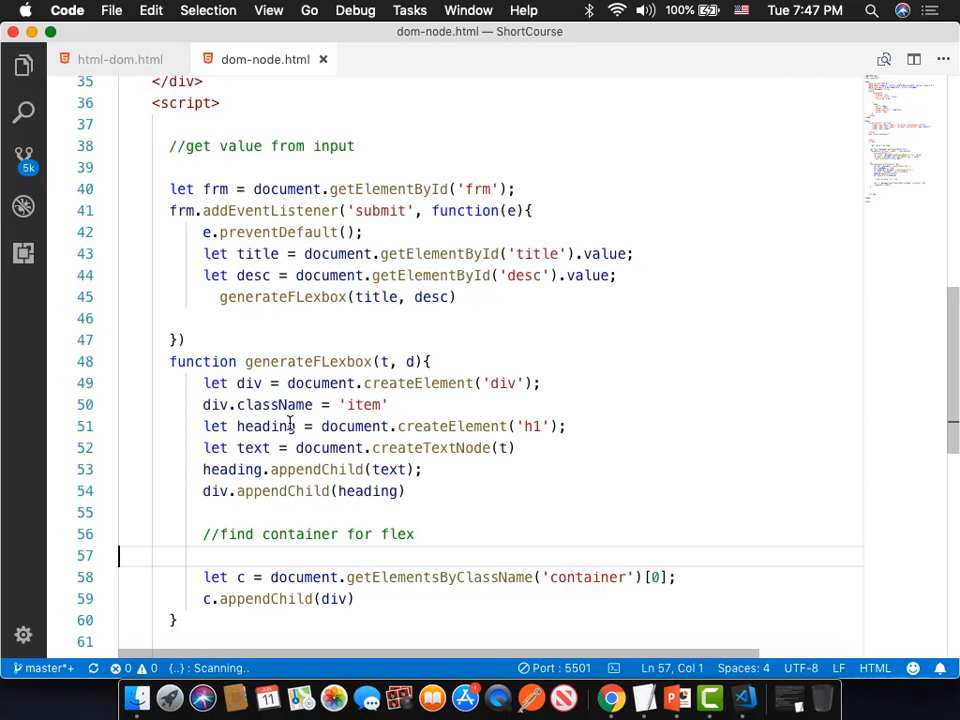 Code File Edit Selection View Go Debug Tasks Window Help 100% Tue 7:47 PM
dom-node.html — ShortCourse
html-dom.html dom-node.html ×
35 </div>
36 <script>
37
38 //get value from input
39
40 let frm = document.getElementById('frm');
41 frm.addEventListener('submit', function(e){
42 e.preventDefault();
43 let title = document.getElementById('title').value;
44 let desc = document.getElementById('desc').value;
45 generateFLexbox(title, desc)
46
47 })
48 function generateFLexbox(t, d){
49 let div = document.createElement('div');
50 div.className = 'item'
51 let heading = document.createElement('h1');
52 let text = document.createTextNode(t)
53 heading.appendChild(text);
54 div.appendChild(heading)
55
56 //find container for flex
57
58 let c = document.getElementsByClassName('container')[0];
59 c.appendChild(div)
60 }
61
5k
master*+ 0 0 {..} : Scanning.. Port : 5501 Ln 57, Col 1 Spaces: 4 UTF-8 LF HTML